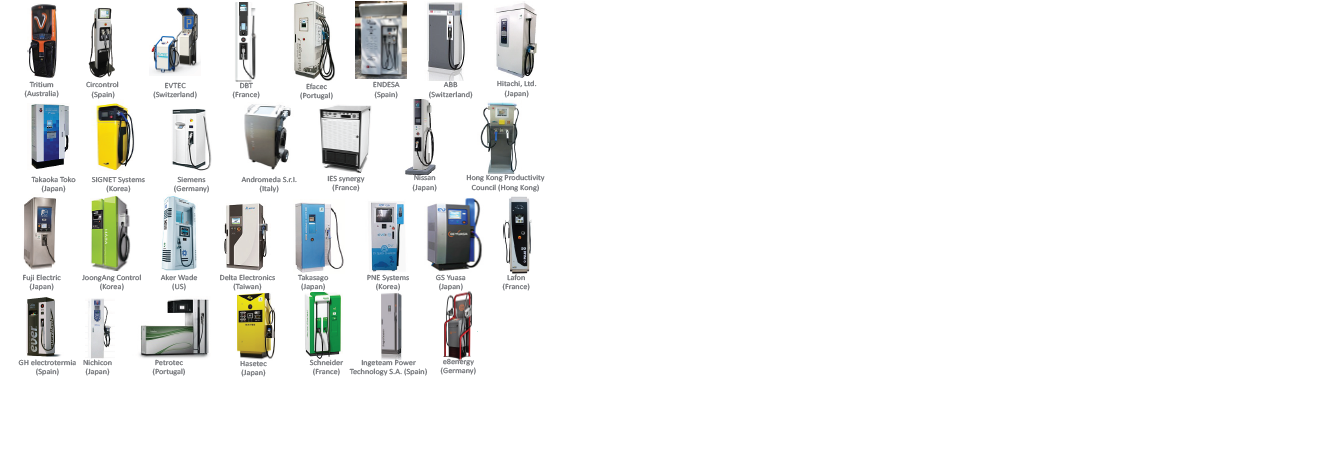 Tritium
(Australia)
Circontrol
(Spain)
EVTEC
(Switzerland)
DBT
(France)
Efacec
(Portugal)
ENDESA
(Spain)
ABB
(Switzerland)
Hitachi, Ltd.
(Japan)
Takaoka Toko
(Japan)
SIGNET Systems
(Korea)
Siemens
(Germany)
Andromeda S.r.l.
(Italy)
IES synergy
(France)
Nissan
(Japan)
Hong Kong Productivity
Council (Hong Kong)
Fuji Electric
(Japan)
JoongAng Control
(Korea)
Aker Wade
(US)
Delta Electronics
(Taiwan)
Takasago
(Japan)
PNE Systems
(Korea)
GS Yuasa
(Japan)
Lafon
(France)
ever
GH electrotermia
(Spain)
Nichicon
(Japan)
Petrotec
(Portugal)
Hasetec
(Japan)
Schneider
(France)
Ingeteam Power
Technology S.A. (Spain)
e8energy
(Germany)